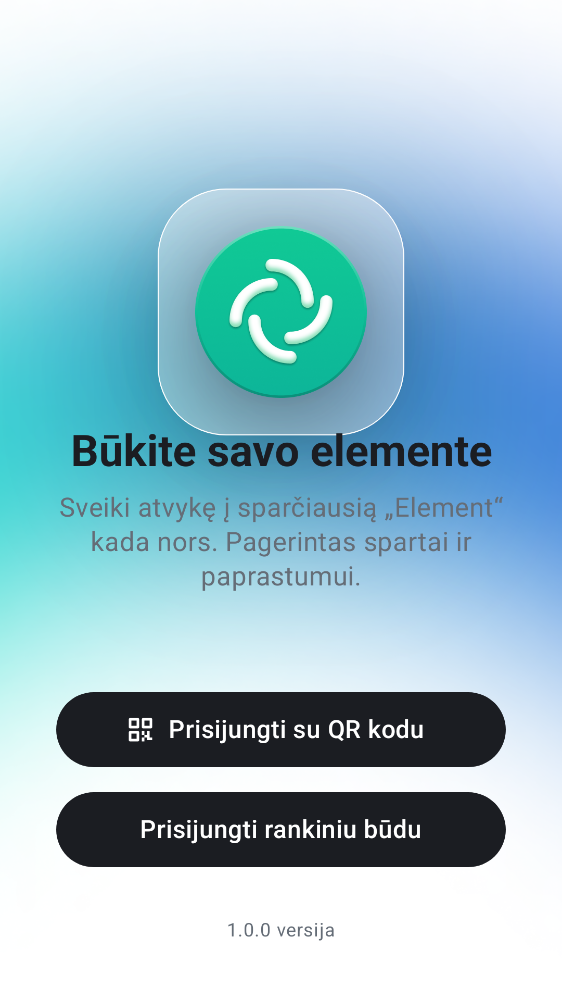 Būkite savo elemente
Sveiki atvykę į sparčiausią „Element“
kada nors. Pagerintas spartai ir
paprastumui.
Prisijungti su QR kodu
Prisijungti rankiniu būdu
1.0.0 versija